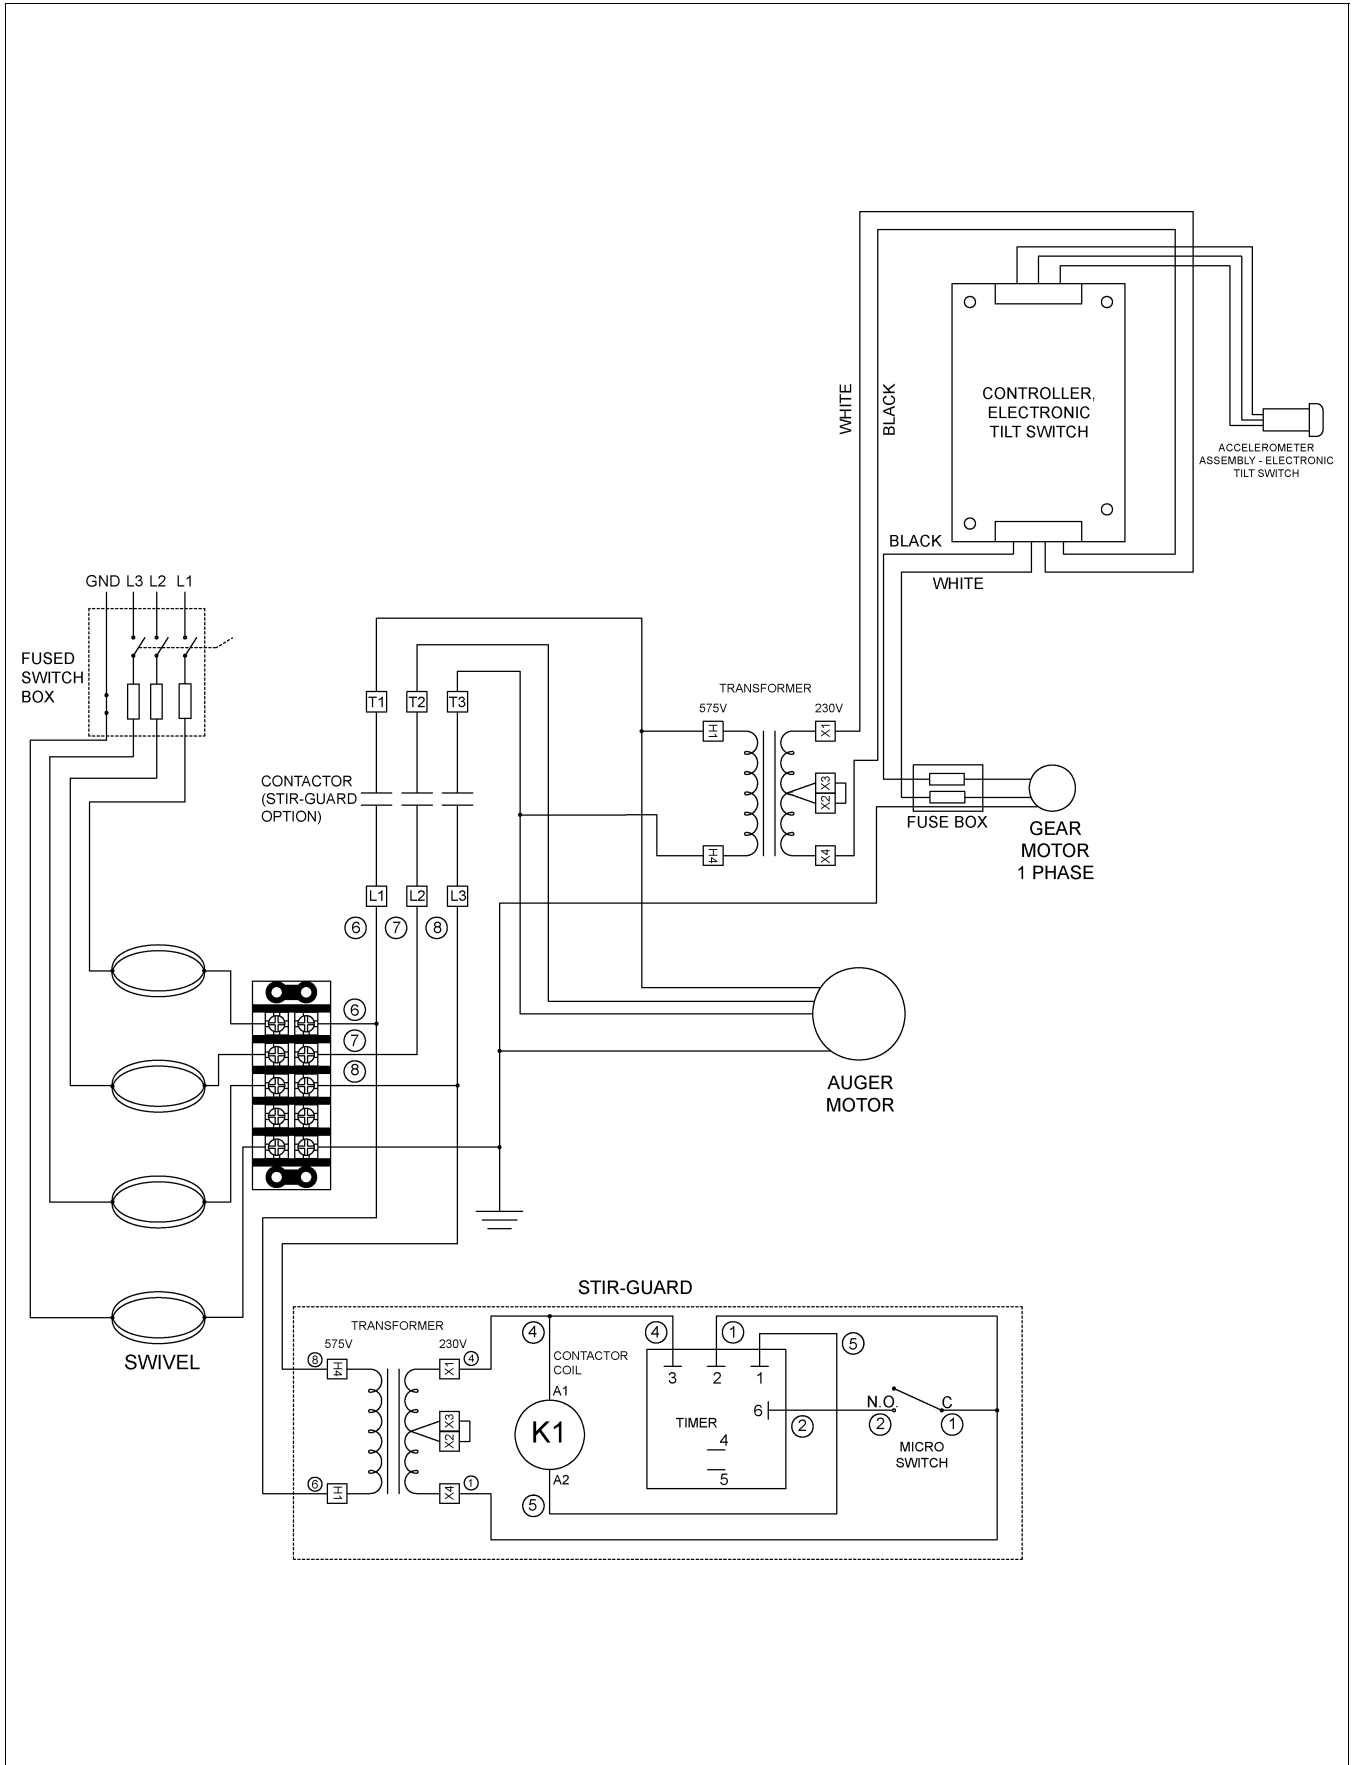 WHITE
BLACK
CONTROLLER,
ELECTRONIC
TILT SWITCH
ACCELEROMETER
ASSEMBLY - ELECTRONIC
TILT SWITCH
BLACK
WHITE
GND L3 L2 L1
FUSED
SWITCH
BOX
T1 T2 T3
TRANSFORMER
575V 230V
H1 X1
X3
X2
H4 X4
CONTACTOR
(STIR-GUARD
OPTION)
FUSE BOX
GEAR
MOTOR
1 PHASE
L1 L2 L3
6 7 8
6
7
8
AUGER
MOTOR
SWIVEL
STIR-GUARD
TRANSFORMER
575V 230V
8 H4 X1 4
X3
X2
6 H1 X4 1
4 4 1 5
CONTACTOR
COIL
A1
K1
A2
5
3 2 1
TIMER
6
4
5
2
N.O. C
2 1
MICRO
SWITCH